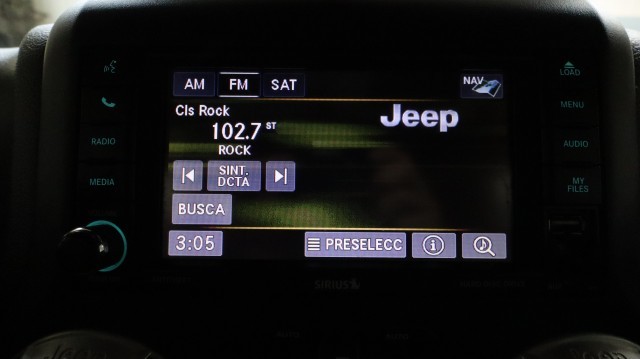 AM FM SAT NAV
Cls Rock
102.7 ST
ROCK
Jeep
SINT.
DCTA
BUSCA
3:05 PRESELECC
RADIO
MEDIA
LOAD
MENU
AUDIO
MY
FILES
SIRIUS